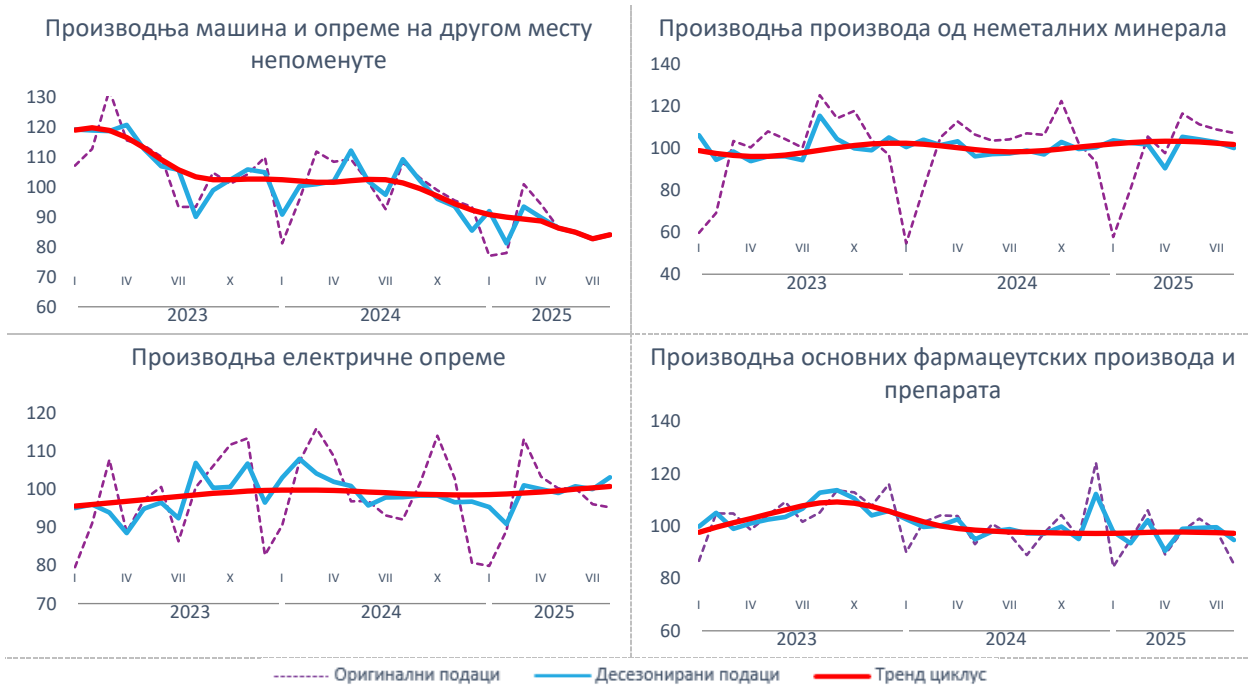 Производња машина и опреме на другом месту
непоменуте
130
120
110
100
90
80
70
60
I IV VII X I IV VII X I IV VII
2023 2024 2025
Производња производа од неметалних минерала
140
120
100
80
60
40
I IV VII X I IV VII X I IV VII
2023 2024 2025
Производња електричне опреме
120
110
100
90
80
70
I IV VII X I IV VII X I IV VII
2023 2024 2025
Производња основних фармацеутских производа и
препарата
140
120
100
80
60
I IV VII X I IV VII X I IV VII
2023 2024 2025
Оригинални подаци Десезонирани подаци Тренд циклус